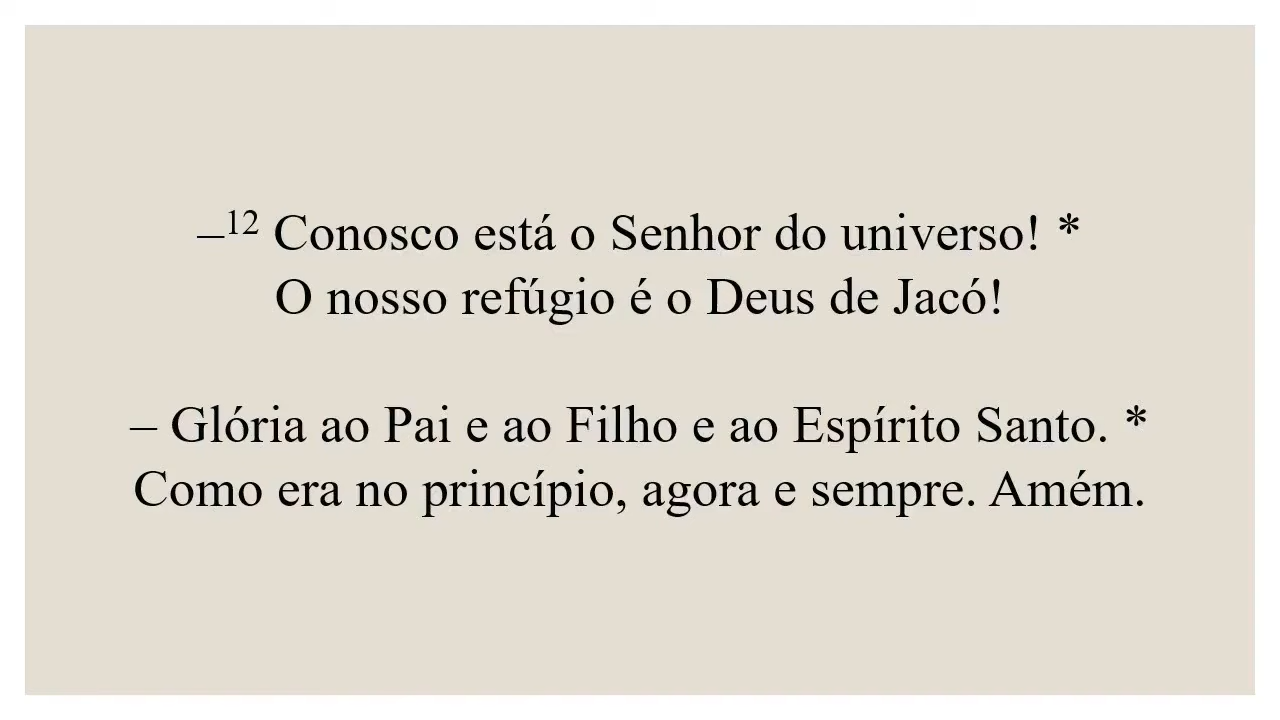 –¹² Conosco está o Senhor do universo! *
O nosso refúgio é o Deus de Jacó!
– Glória ao Pai e ao Filho e ao Espírito Santo. *
Como era no princípio, agora e sempre. Amém.